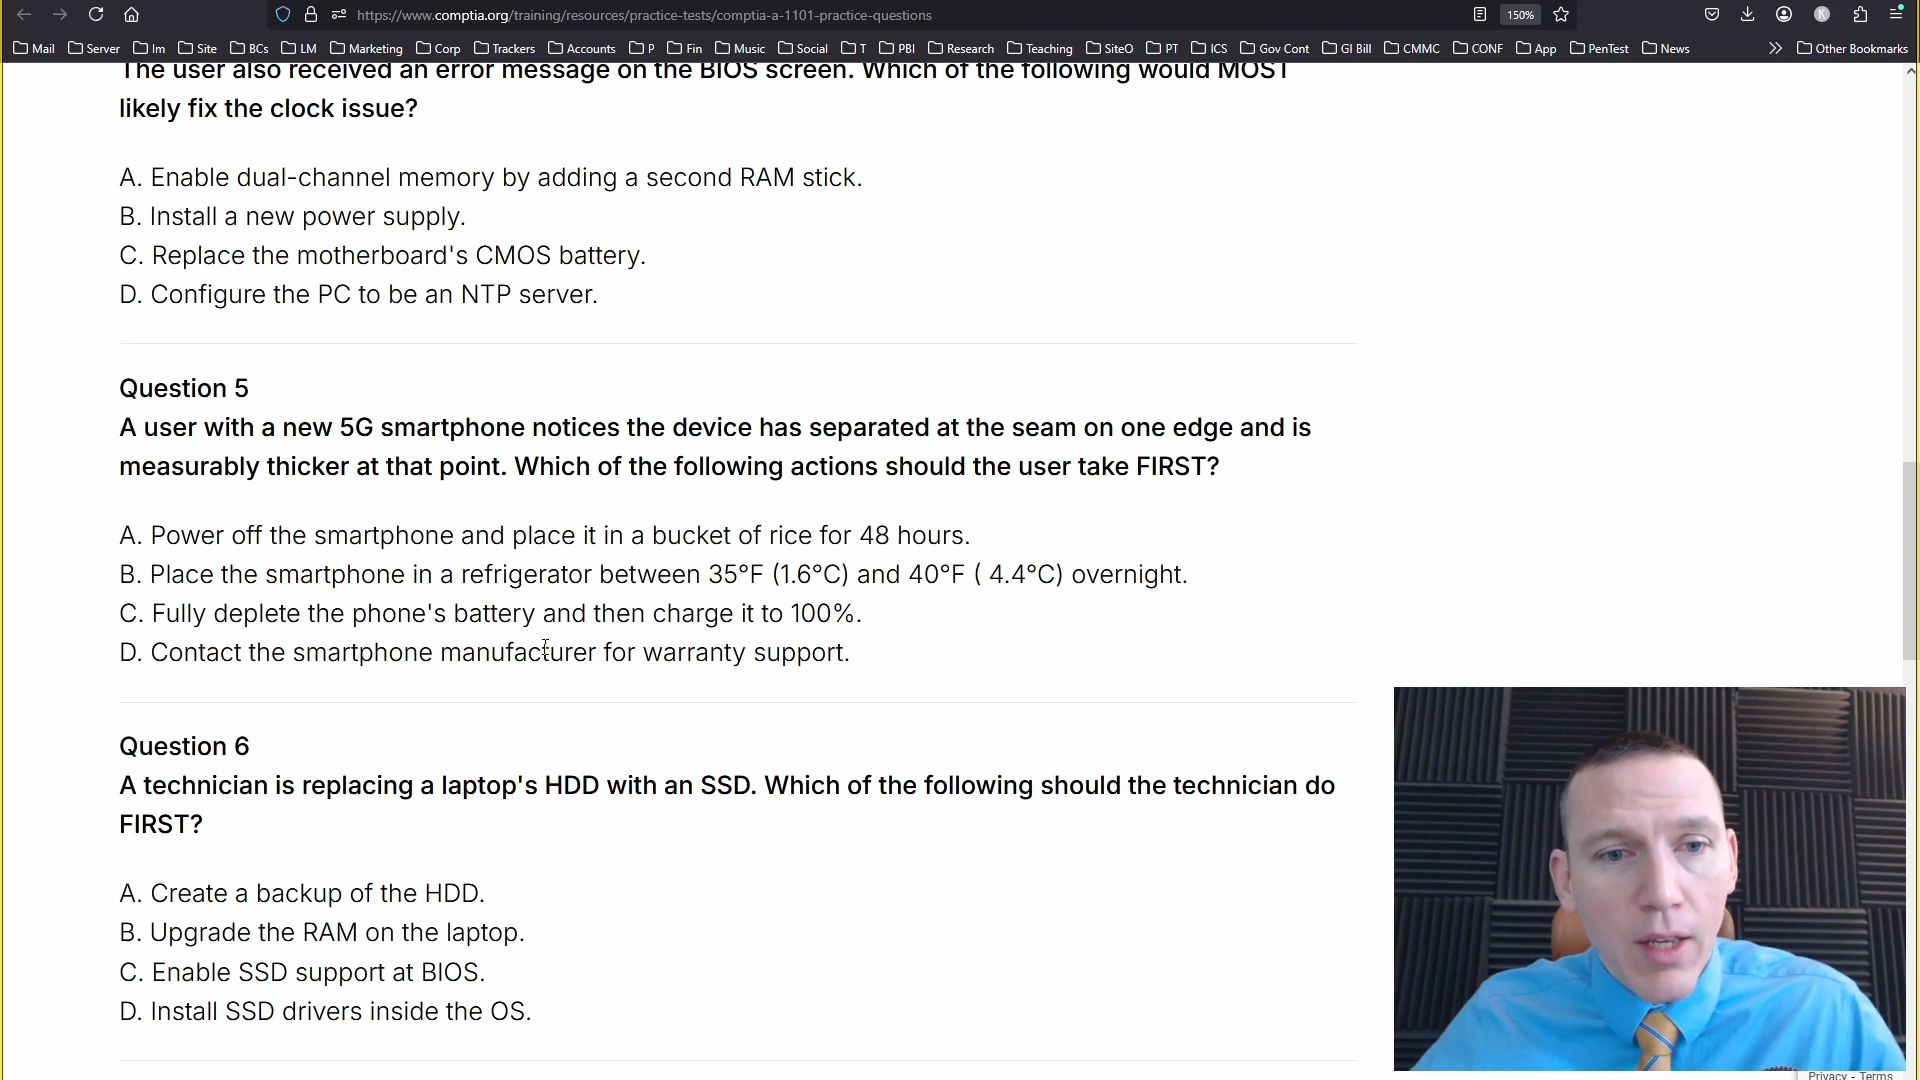 https://www.comptia.org/training/resources/practice-tests/comptia-a-1101-practice-questions
150%
K
Mail Server Im Site BCs LM Marketing Corp Trackers Accounts P Fin Music Social T PBI Research Teaching SiteO PT ICS Gov Cont GI Bill CMMC CONF App PenTest News Other Bookmarks
The user also received an error message on the BIOS screen. Which of the following would MOST
likely fix the clock issue?
A. Enable dual-channel memory by adding a second RAM stick.
B. Install a new power supply.
C. Replace the motherboard's CMOS battery.
D. Configure the PC to be an NTP server.
Question 5
A user with a new 5G smartphone notices the device has separated at the seam on one edge and is
measurably thicker at that point. Which of the following actions should the user take FIRST?
A. Power off the smartphone and place it in a bucket of rice for 48 hours.
B. Place the smartphone in a refrigerator between 35°F (1.6°C) and 40°F ( 4.4°C) overnight.
C. Fully deplete the phone's battery and then charge it to 100%.
D. Contact the smartphone manufacturer for warranty support.
Question 6
A technician is replacing a laptop's HDD with an SSD. Which of the following should the technician do
FIRST?
A. Create a backup of the HDD.
B. Upgrade the RAM on the laptop.
C. Enable SSD support at BIOS.
D. Install SSD drivers inside the OS.
Privacy - Terms